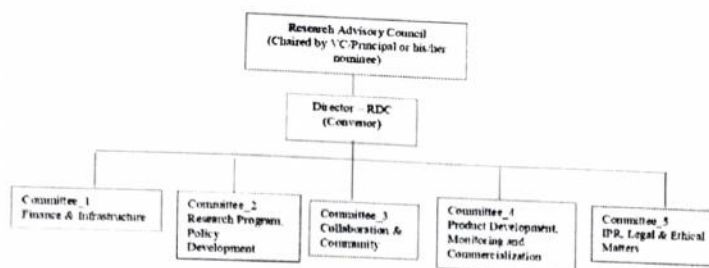 Research Advisory Council
(Chaired by VC/Principal or his/her
nominee)
Director – RDC
(Convenor)
Committee_1
Finance & Infrastructure
Committee_2
Research Program,
Policy
Development
Committee_3
Collaboration &
Community
Committee_4
Product Development,
Monitoring and
Commercialization
Committee_5
IPR, Legal & Ethical
Matters